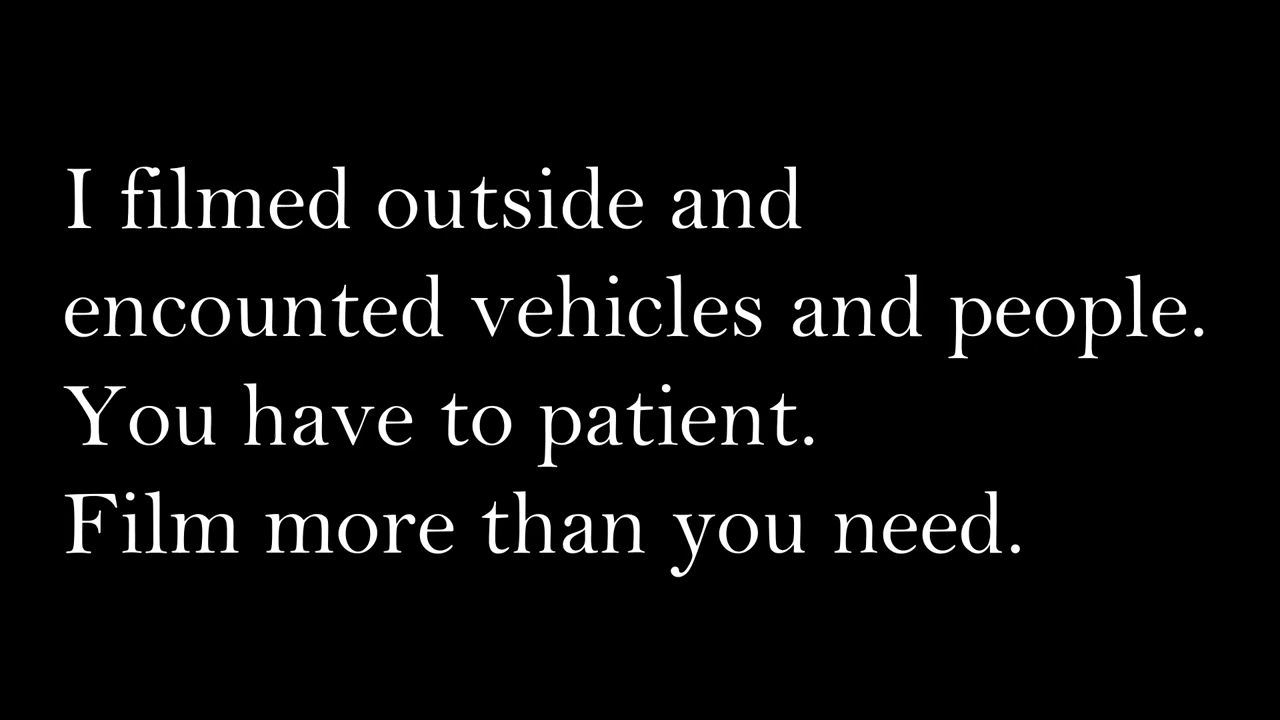 I filmed outside and
encounted vehicles and people.
You have to patient.
Film more than you need.